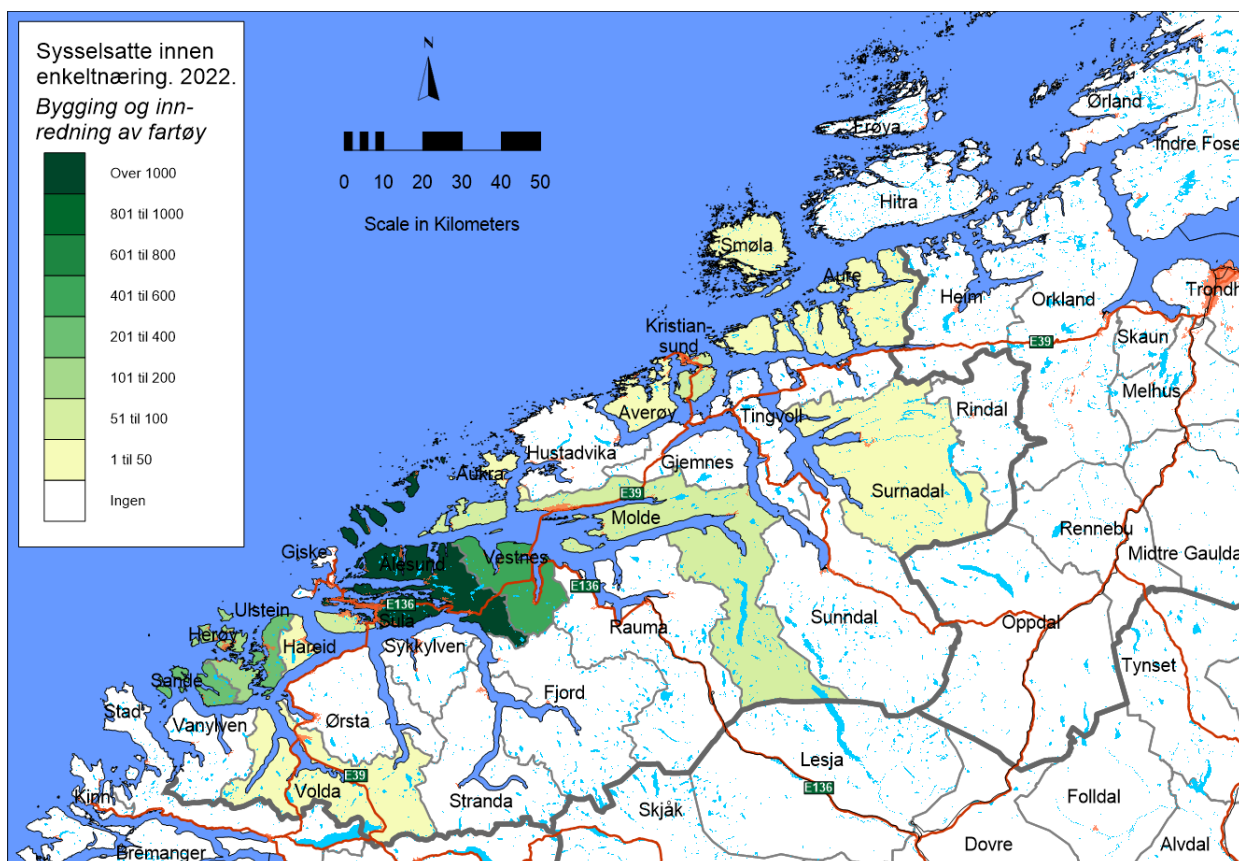 Sysselsatte innen
enkeltnæring. 2022.
Bygging og inn-
redning av fartøy
Over 1000
801 til 1000
601 til 800
401 til 600
201 til 400
101 til 200
51 til 100
1 til 50
Ingen
N
0 10 20 30 40 50
Scale in Kilometers
Ørland
Frøya
Indre Fose
Hitra
Smøla
Aure
Heim
Orkland
Trondh
Kristian-
sund
E39
Skaun
Melhus
Averøy
Tingvoll
Rindal
Hustadvika
Gjemnes
Aukra
E39
Surnadal
Molde
Rennebu
Giske
Ålesund
Vestnes
Midtre Gaulda
E136
E136
Ulstein
Sula
Rauma
Sunndal
Oppdal
Herøy
Hareid
Sykkylven
Tynset
Sande
Fjord
Stad
Vanylven
Ørsta
Lesja
E39
Volda
Stranda
E136
Kinn
Skjåk
Folldal
Bremanger
Dovre
Alvdal